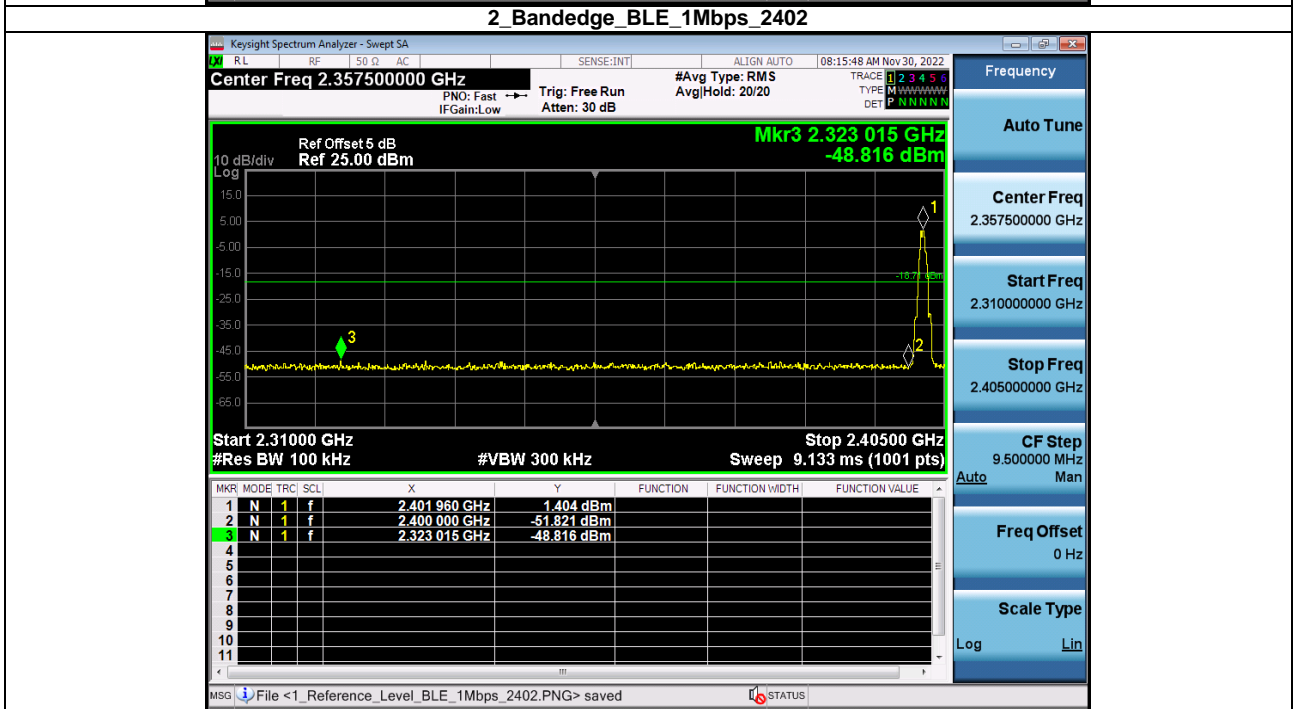 2_Bandedge_BLE_1Mbps_2402
Keysight Spectrum Analyzer - Swept SA
LXI RL RF 50 Ω AC SENSE:INT ALIGN AUTO 08:15:48 AM Nov 30, 2022
Center Freq 2.357500000 GHz
PNO: Fast
IFGain:Low
Trig: Free Run
Atten: 30 dB
#Avg Type: RMS
Avg|Hold: 20/20
TRACE 1 2 3 4 5 6
TYPE M WWWWW
DET P N N N N N
Frequency
Auto Tune
Center Freq
2.357500000 GHz
Start Freq
2.310000000 GHz
Stop Freq
2.405000000 GHz
CF Step
9.500000 MHz
Auto Man
Freq Offset
0 Hz
Scale Type
Log Lin
Mkr3 2.323 015 GHz
-48.816 dBm
Ref Offset 5 dB
10 dB/div Ref 25.00 dBm
Log
15.0
5.00
-5.00
-15.0
-25.0
-35.0
-45.0
-55.0
-65.0
1
2
3
-18.71 dBm
Start 2.31000 GHz Stop 2.40500 GHz
#Res BW 100 kHz #VBW 300 kHz Sweep 9.133 ms (1001 pts)
MKR MODE TRC SCL X Y FUNCTION FUNCTION WIDTH FUNCTION VALUE
1 N 1 f 2.401 960 GHz 1.404 dBm
2 N 1 f 2.400 000 GHz -51.821 dBm
3 N 1 f 2.323 015 GHz -48.816 dBm
4
5
6
7
8
9
10
11
MSG File <1_Reference_Level_BLE_1Mbps_2402.PNG> saved STATUS